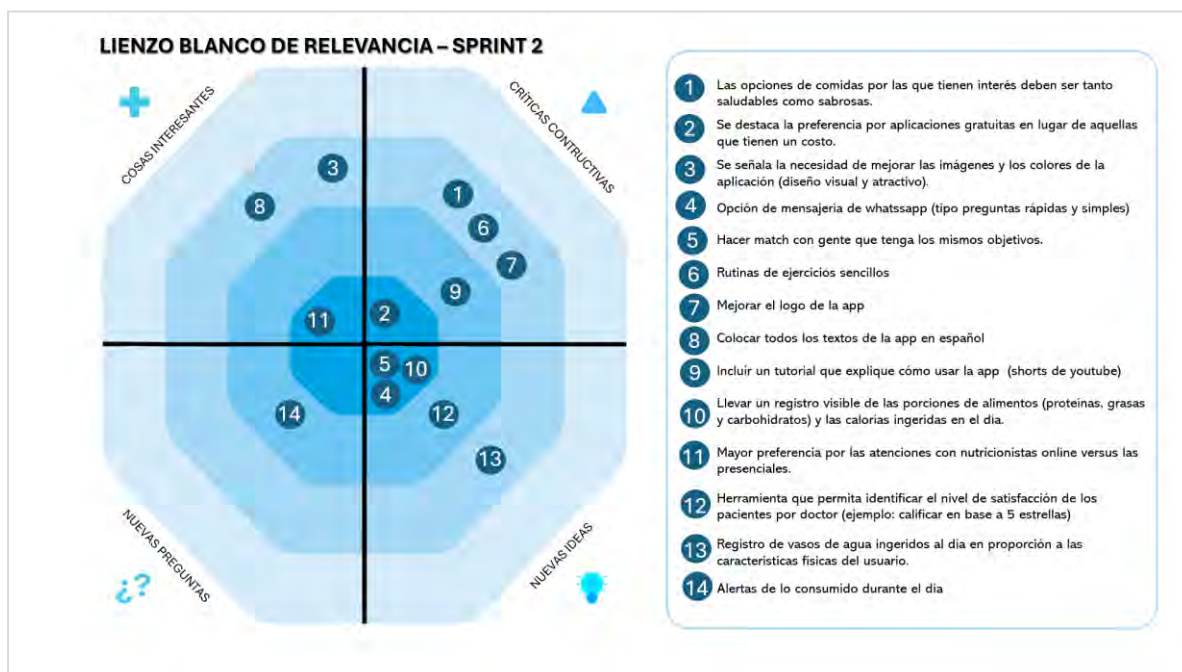 LIENZO BLANCO DE RELEVANCIA – SPRINT 2
COSAS INTERESANTES
CRÍTICAS CONTRUCTIVAS
3
8
1
6
7
9
11
2
5
10
4
14
12
13
NUEVAS PREGUNTAS
¿?
NUEVAS IDEAS
1 Las opciones de comidas por las que tienen interés deben ser tanto
saludables como sabrosas.
2 Se destaca la preferencia por aplicaciones gratuitas en lugar de aquellas
que tienen un costo.
3 Se señala la necesidad de mejorar las imágenes y los colores de la
aplicación (diseño visual y atractivo).
4 Opción de mensajería de whatssapp (tipo preguntas rápidas y simples)
5 Hacer match con gente que tenga los mismos objetivos.
6 Rutinas de ejercicios sencillos
7 Mejorar el logo de la app
8 Colocar todos los textos de la app en español
9 Incluír un tutorial que explique cómo usar la app (shorts de youtube)
10 Llevar un registro visible de las porciones de alimentos (proteínas, grasas
y carbohidratos) y las calorías ingeridas en el día.
11 Mayor preferencia por las atenciones con nutricionistas online versus las
presenciales.
12 Herramienta que permita identificar el nivel de satisfacción de los
pacientes por doctor (ejemplo: calificar en base a 5 estrellas)
13 Registro de vasos de agua ingeridos al día en proporción a las
características físicas del usuario.
14 Alertas de lo consumido durante el día